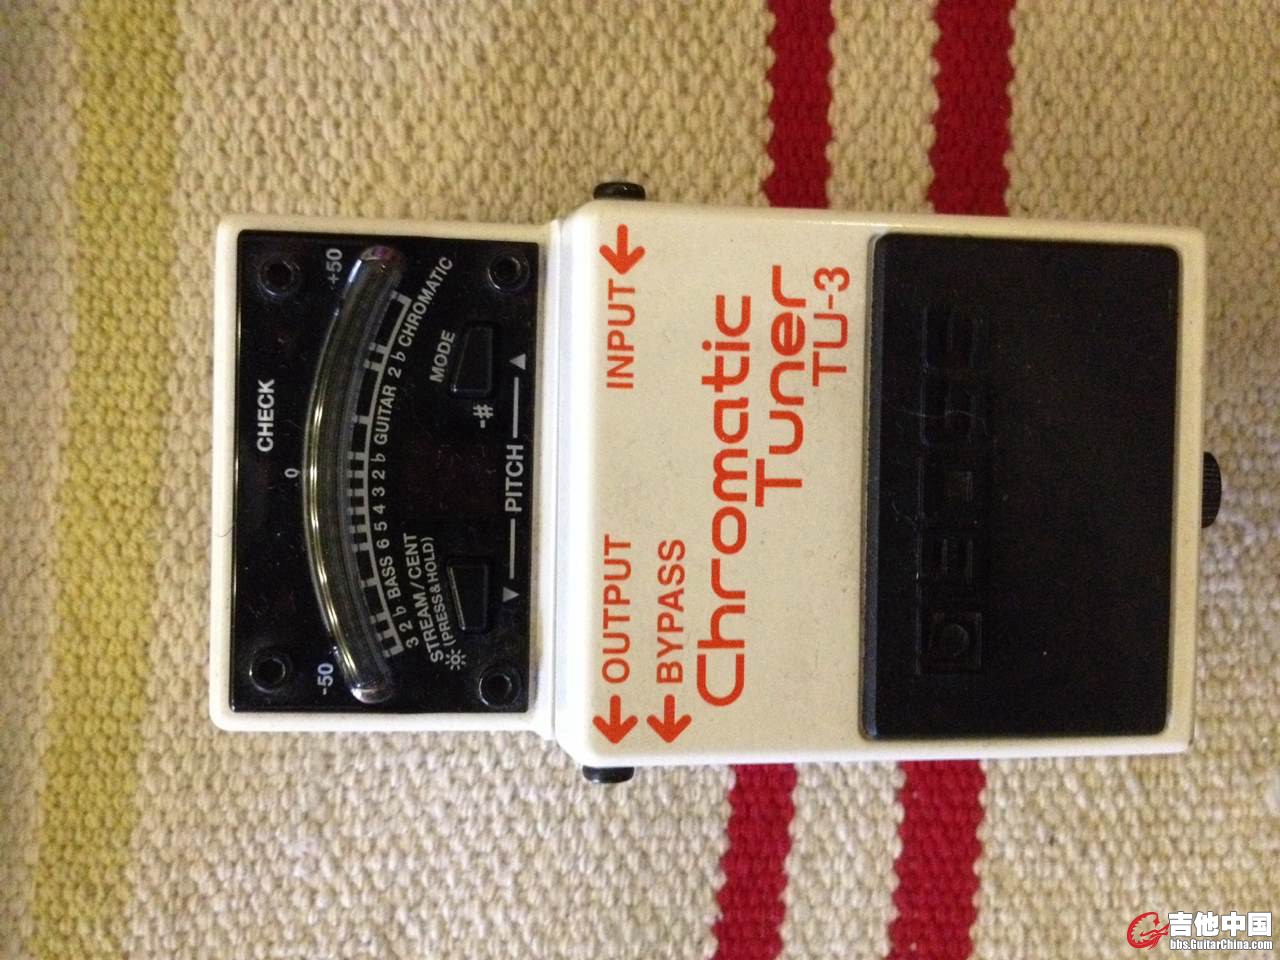 CHECK
-50
0
+50
3 2♭ BASS 6 5 4 3 2♭ GUITAR 2♭ CHROMATIC
STREAM/CENT
(PRESS&HOLD)
MODE
-#
▼ PITCH ▲
← OUTPUT
INPUT ←
← BYPASS
Chromatic
Tuner
TU-3
BOSS
吉他中国
bbs.GuitarChina.com